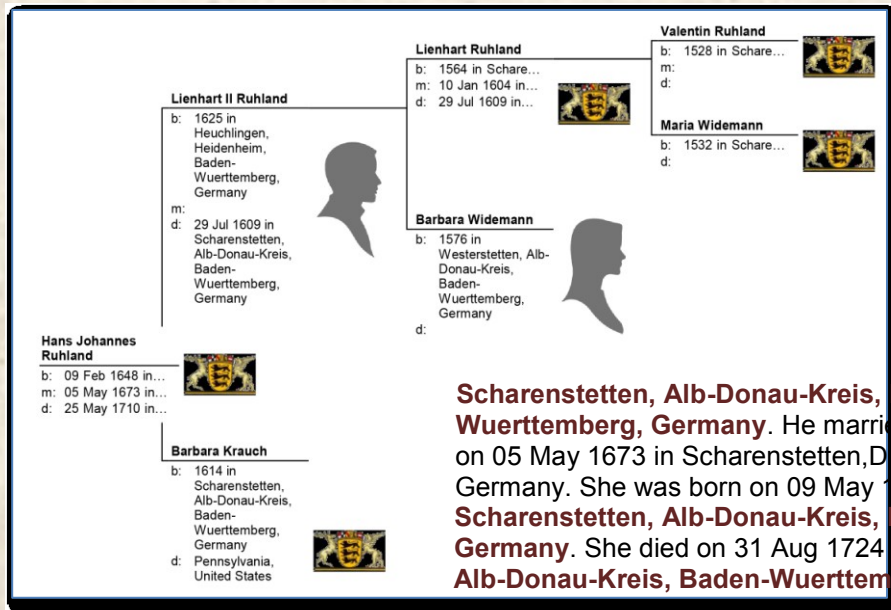 Valentin Ruhland
b: 1528 in Schare...
m:
d:
Lienhart Ruhland
b: 1564 in Schare...
m: 10 Jan 1604 in...
d: 29 Jul 1609 in...
Maria Widemann
b: 1532 in Schare...
d:
Lienhart II Ruhland
b: 1625 in
Heuchlingen,
Heidenheim,
Baden-
Wuerttemberg,
Germany
m:
d: 29 Jul 1609 in
Scharenstetten,
Alb-Donau-Kreis,
Baden-
Wuerttemberg,
Germany
Barbara Widemann
b: 1576 in
Westerstetten, Alb-
Donau-Kreis,
Baden-
Wuerttemberg,
Germany
d:
Hans Johannes
Ruhland
b: 09 Feb 1648 in...
m: 05 May 1673 in...
d: 25 May 1710 in...
Barbara Krauch
b: 1614 in
Scharenstetten,
Alb-Donau-Kreis,
Baden-
Wuerttemberg,
Germany
d: Pennsylvania,
United States
Scharenstetten, Alb-Donau-Kreis,
Wuerttemberg, Germany. He marri
on 05 May 1673 in Scharenstetten,D
Germany. She was born on 09 May
Scharenstetten, Alb-Donau-Kreis,
Germany. She died on 31 Aug 1724
Alb-Donau-Kreis, Baden-Wuerttem